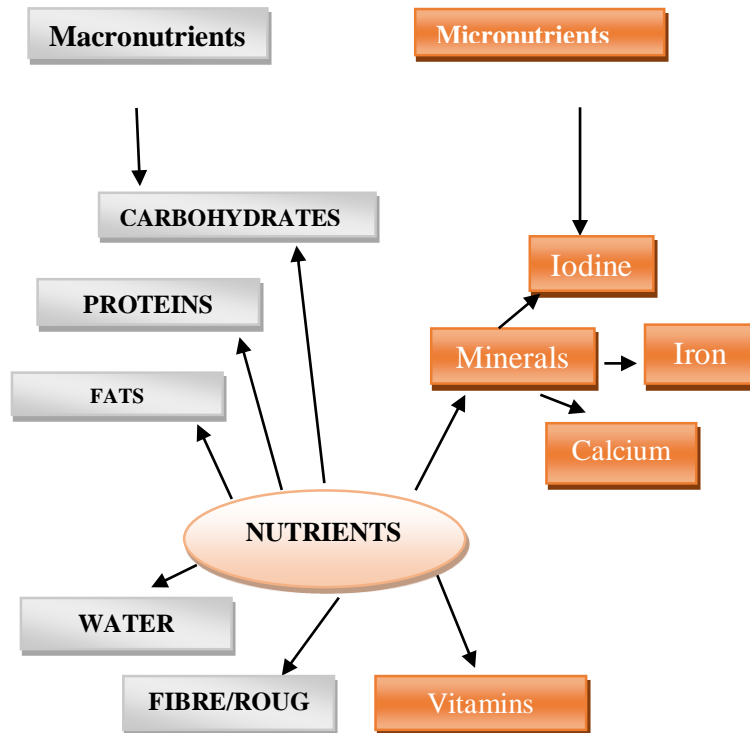 Macronutrients
Micronutrients
CARBOHYDRATES
Iodine
PROTEINS
Minerals
Iron
FATS
Calcium
NUTRIENTS
WATER
FIBRE/ROUG
Vitamins